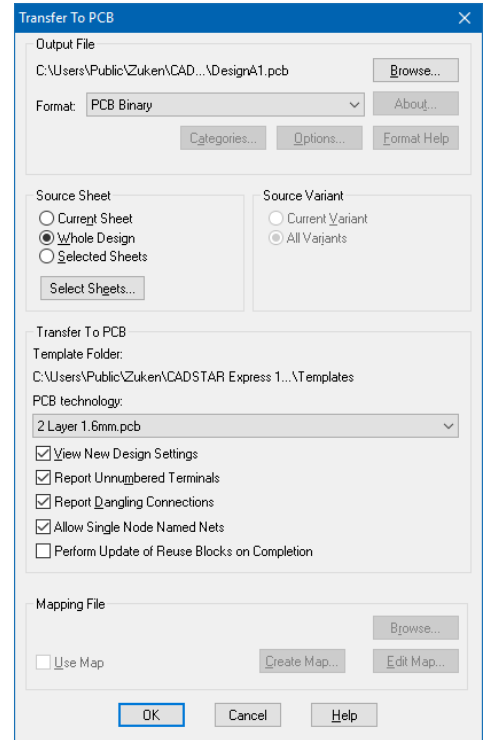 Transfer To PCB
Output File
C:\Users\Public\Zuken\CAD...\DesignA1.pcb Browse...
Format: PCB Binary About...
Categories... Options... Format Help
Source Sheet Source Variant
Current Sheet Current Variant
Whole Design All Variants
Selected Sheets
Select Sheets...
Transfer To PCB
Template Folder:
C:\Users\Public\Zuken\CADSTAR Express 1...\Templates
PCB technology:
2 Layer 1.6mm.pcb
View New Design Settings
Report Unnumbered Terminals
Report Dangling Connections
Allow Single Node Named Nets
Perform Update of Reuse Blocks on Completion
Mapping File
Browse...
Use Map Create Map... Edit Map...
OK Cancel Help